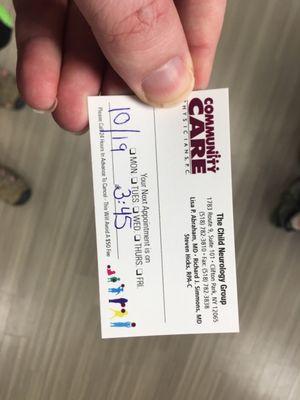 COMMUNITY
CARE
PHYSICIANS, P.C.
The Child Neurology Group
1783 Route 9, Suite 101 • Clifton Park, NY 12065
(518) 782-3810 • Fax: (518) 782-3838
Lisa P. Abraham, MD • Richard J. Simmons, MD
Steven Hicks, RPA-C
Your Next Appointment is on
☐ MON. ☐ TUES. ☐ WED. ☐ THURS. ☐ FRI.
10/19 at 3:45
Please Call 24 Hours In Advance To Cancel - This Will Avoid A $50 Fee